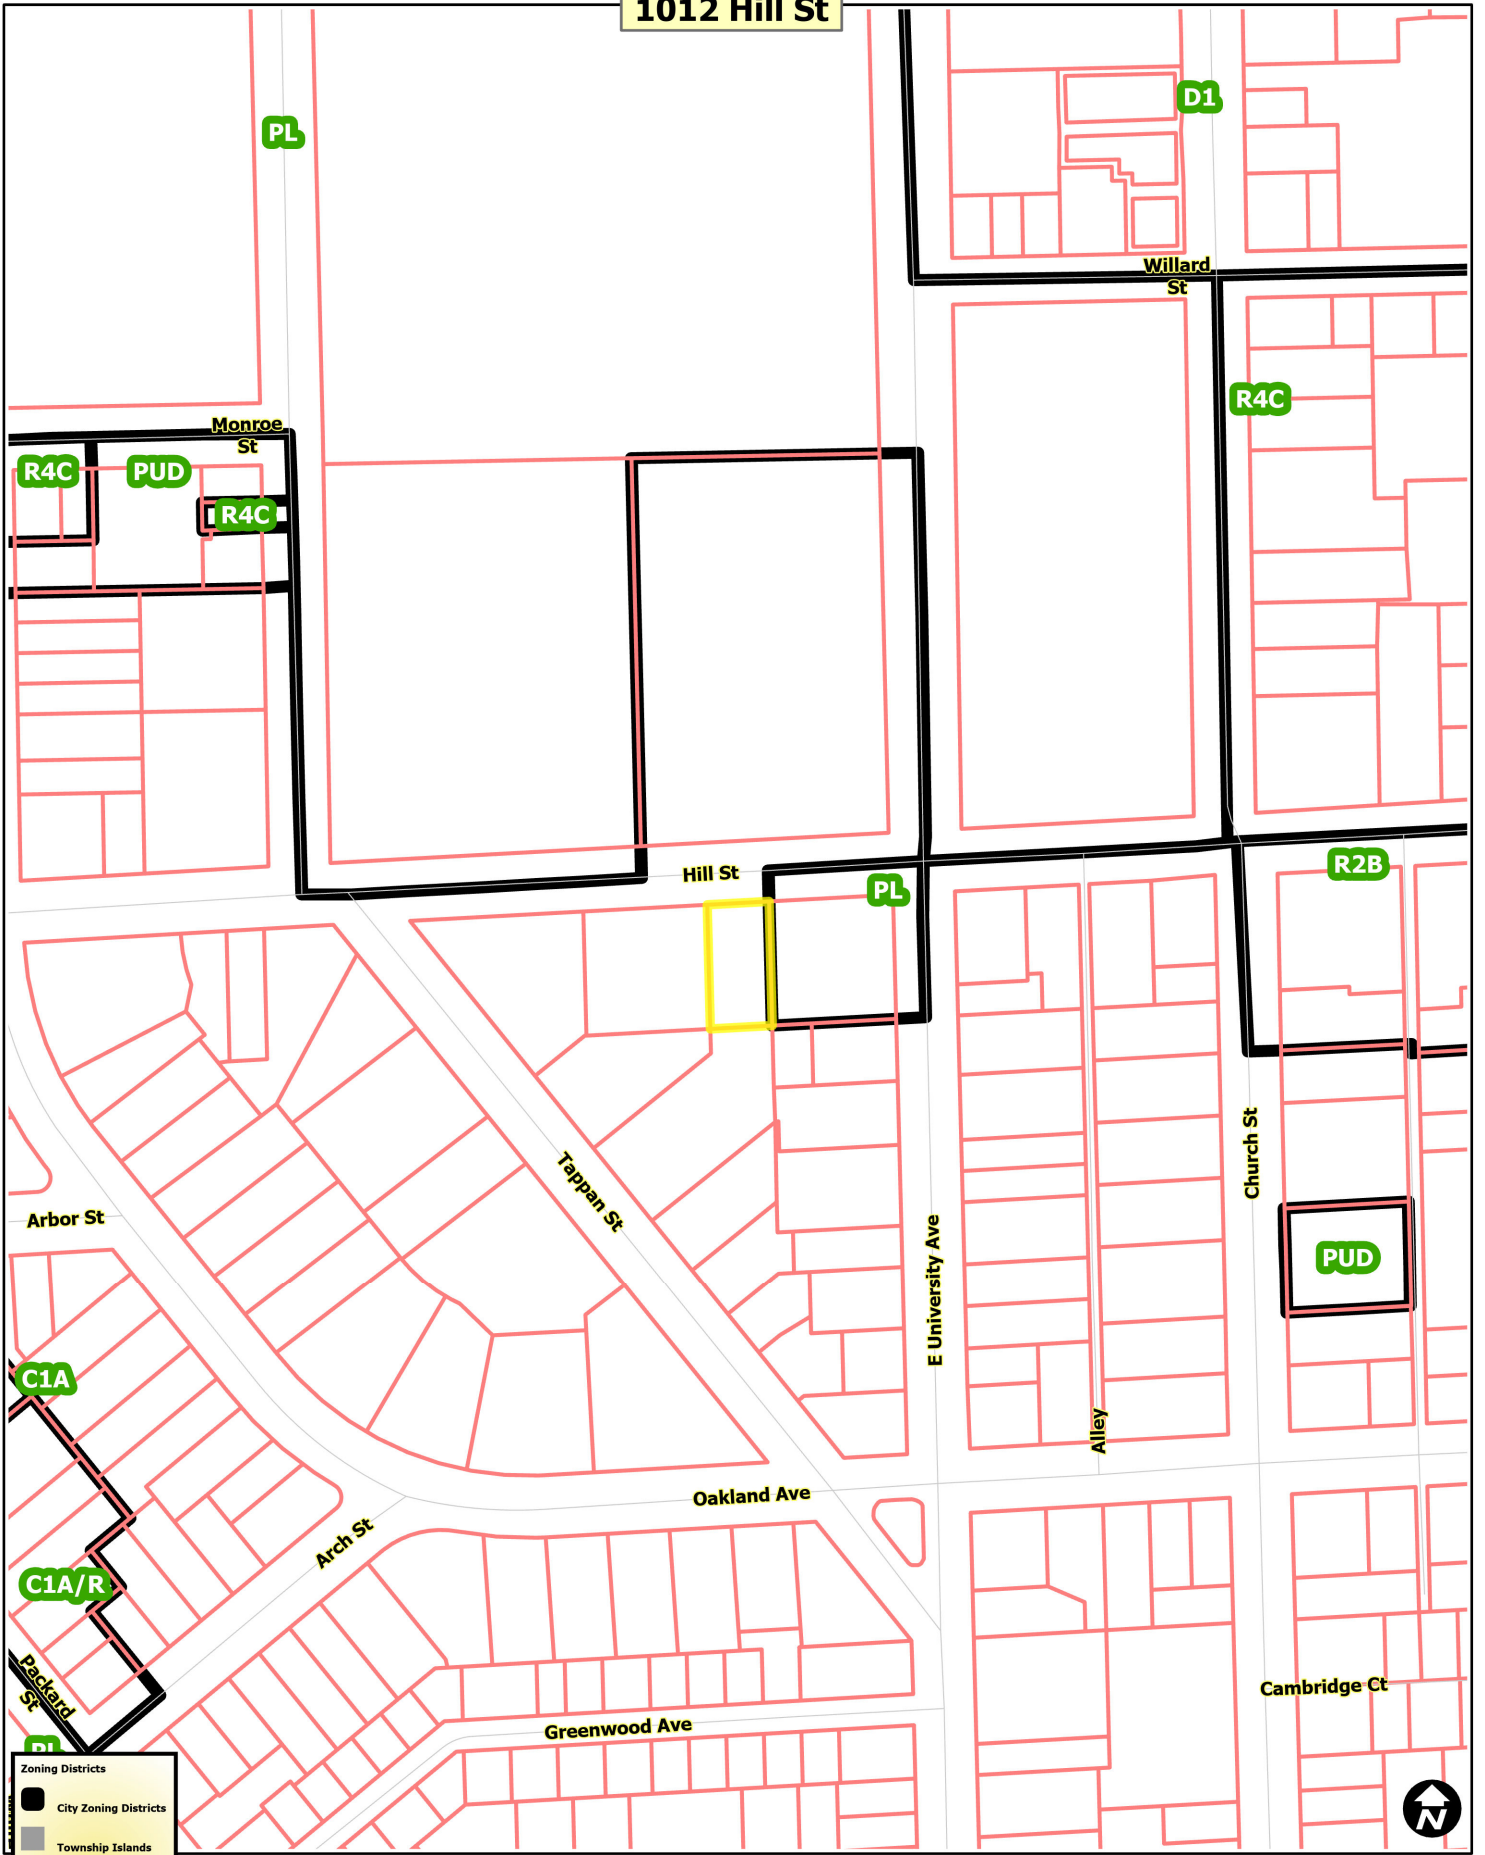 1012 Hill St
D1
PL
Willard
St
R4C
Monroe
St
R4C
PUD
R4C
Hill St
PL
R2B
Church St
Tappan St
Arbor St
E University Ave
PUD
C1A
Alley
Oakland Ave
Arch St
C1A/R
Packard
St
Cambridge Ct
Greenwood Ave
PL
Zoning Districts
City Zoning Districts
Township Islands
N